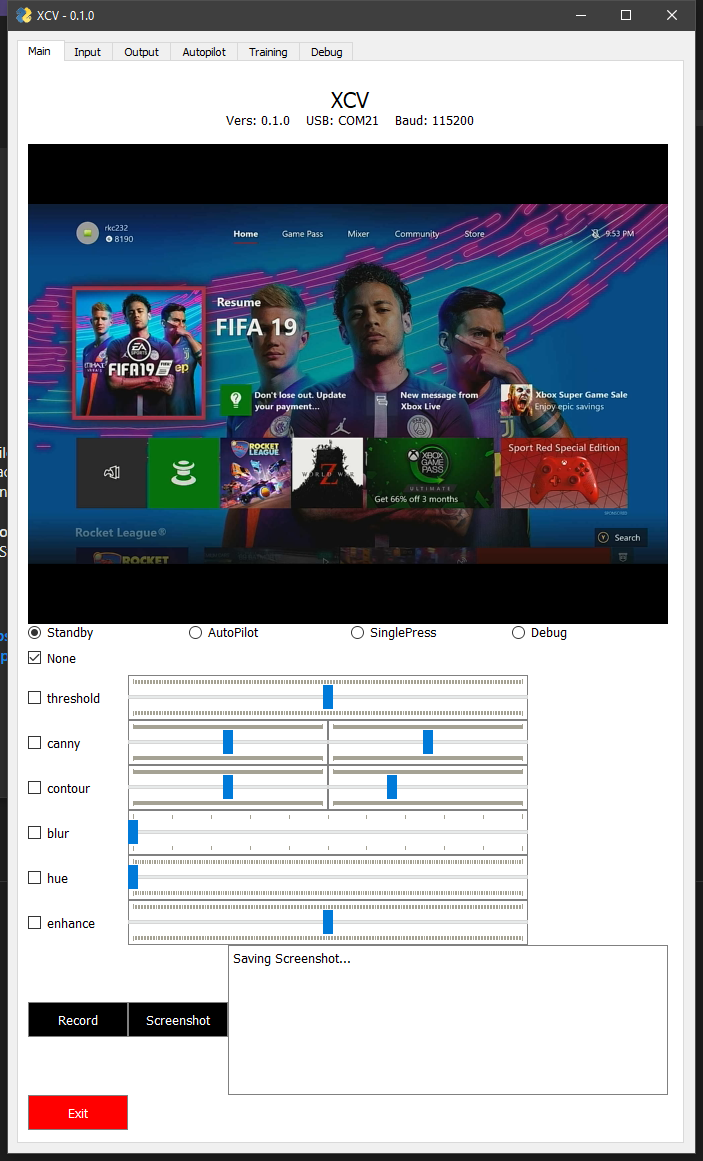 XCV - 0.1.0
Main Input Output Autopilot Training Debug
XCV
Vers: 0.1.0 USB: COM21 Baud: 115200
rkc232
8190
Home Game Pass Mixer Community Store
9:53 PM
Resume
FIFA 19
EA
SPORTS
FIFA19
Don't lose out. Update
your payment...
New message from
Xbox Live
Xbox Super Game Sale
Enjoy epic savings
ROCKET
LEAGUE
WORLD WAR
Z
XBOX
GAME
PASS
ULTIMATE
Get 66% off 3 months
Sport Red Special Edition
SPONSORED
Rocket League®
Y Search
ROCKET
Standby AutoPilot SinglePress Debug
None
threshold
canny
contour
blur
hue
enhance
Saving Screenshot...
Record Screenshot
Exit